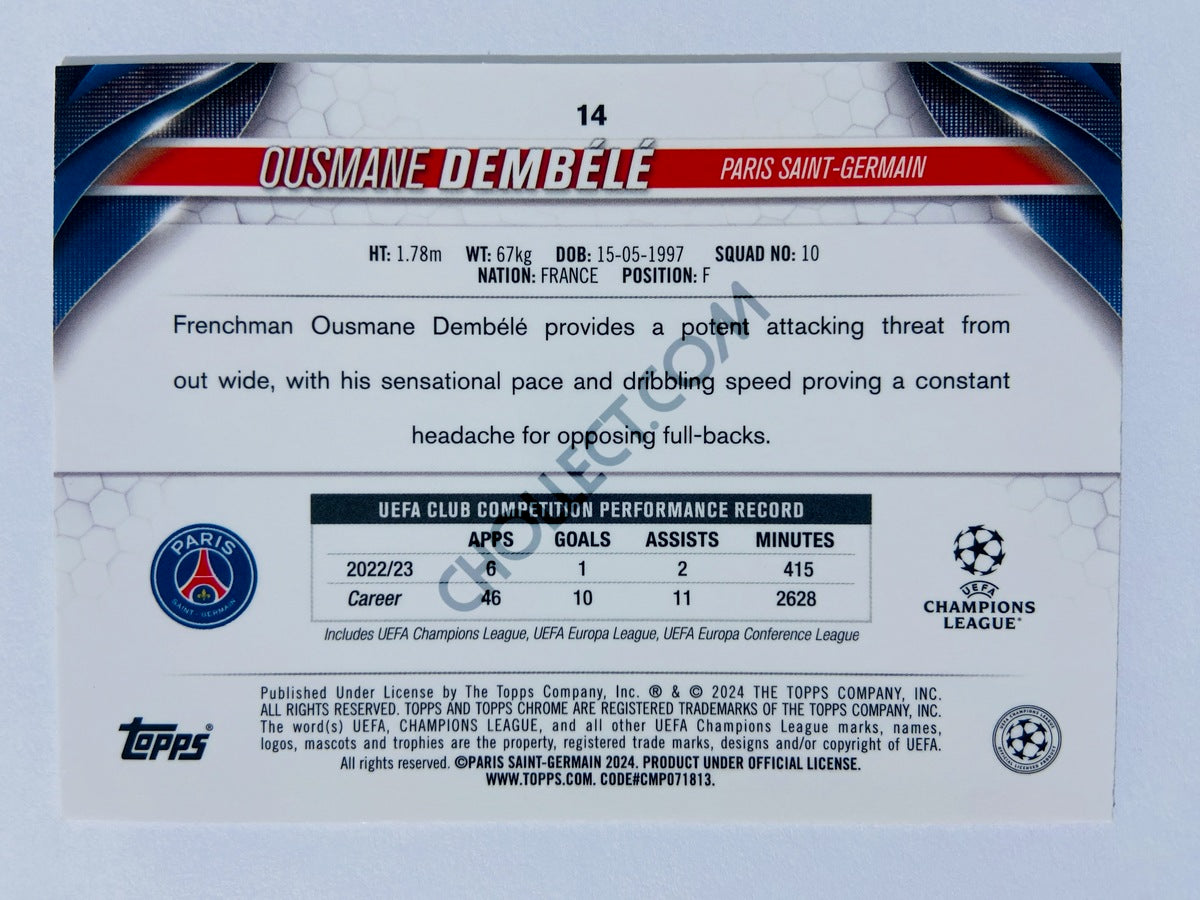 14
OUSMANE DEMBÉLÉ PARIS SAINT-GERMAIN
HT: 1.78m WT: 67kg DOB: 15-05-1997 SQUAD NO: 10
NATION: FRANCE POSITION: F
Frenchman Ousmane Dembélé provides a potent attacking threat from
out wide, with his sensational pace and dribbling speed proving a constant
headache for opposing full-backs.
CHOLLECT.COM
UEFA CLUB COMPETITION PERFORMANCE RECORD
APPS GOALS ASSISTS MINUTES
2022/23 6 1 2 415
Career 46 10 11 2628
Includes UEFA Champions League, UEFA Europa League, UEFA Europa Conference League
PARIS
SAINT-GERMAIN
UEFA
CHAMPIONS
LEAGUE®
Published Under License by The Topps Company, Inc. ® & © 2024 THE TOPPS COMPANY, INC.
ALL RIGHTS RESERVED. TOPPS AND TOPPS CHROME ARE REGISTERED TRADEMARKS OF THE TOPPS COMPANY, INC.
The word(s) UEFA, CHAMPIONS LEAGUE, and all other UEFA Champions League marks, names,
logos, mascots and trophies are the property, registered trade marks, designs and/or copyright of UEFA.
All rights reserved. ©PARIS SAINT-GERMAIN 2024. PRODUCT UNDER OFFICIAL LICENSE.
WWW.TOPPS.COM. CODE#CMP071813.
topps®
UEFA CHAMPIONS LEAGUE
OFFICIAL LICENSED PRODUCT